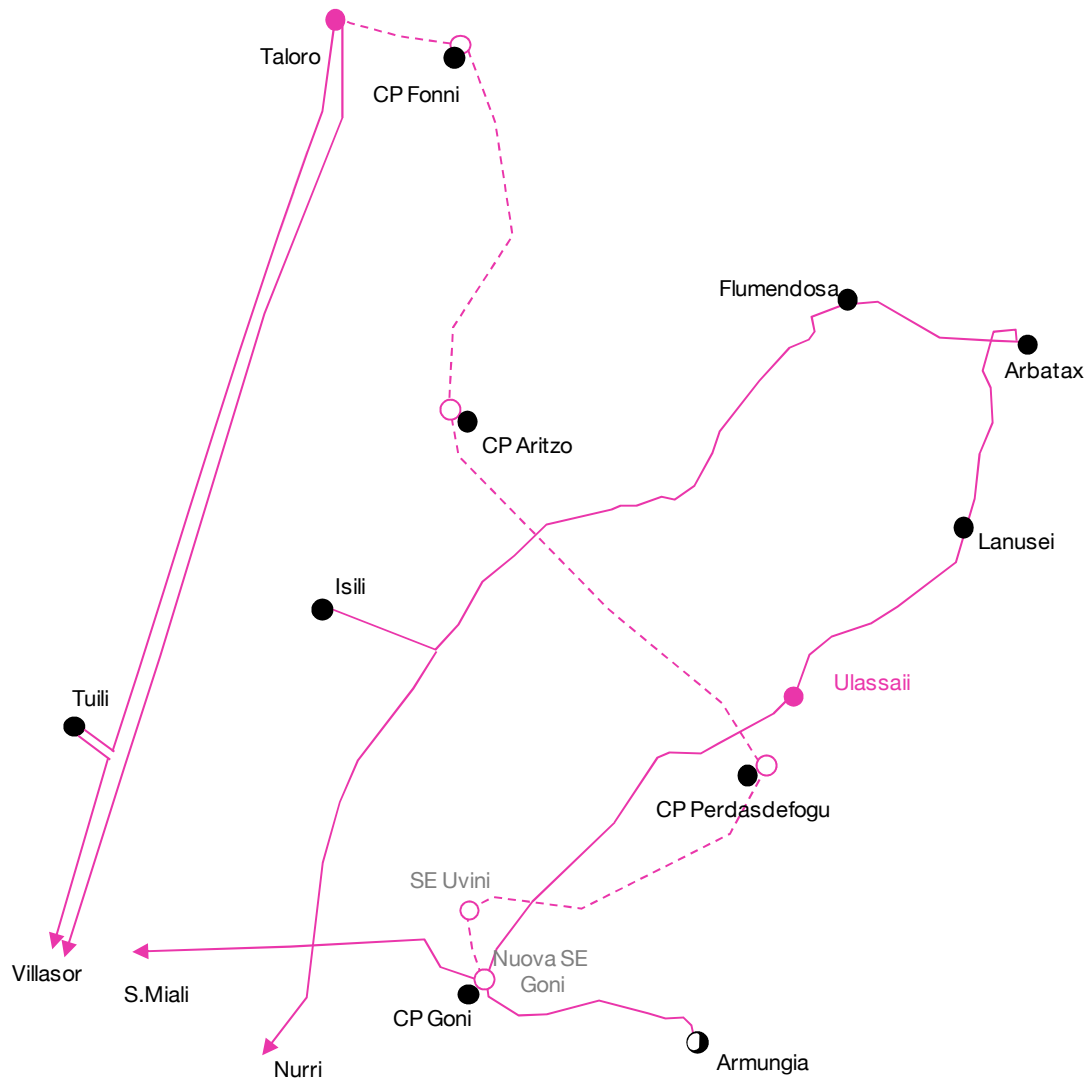 Taloro
CP Fonni
Flumendosa
Arbatax
CP Aritzo
Lanusei
Isili
Ulassaii
Tuili
CP Perdasdefogu
SE Uvini
Nuova SE
Goni
Villasor
S.Miali
CP Goni
Armungia
Nurri